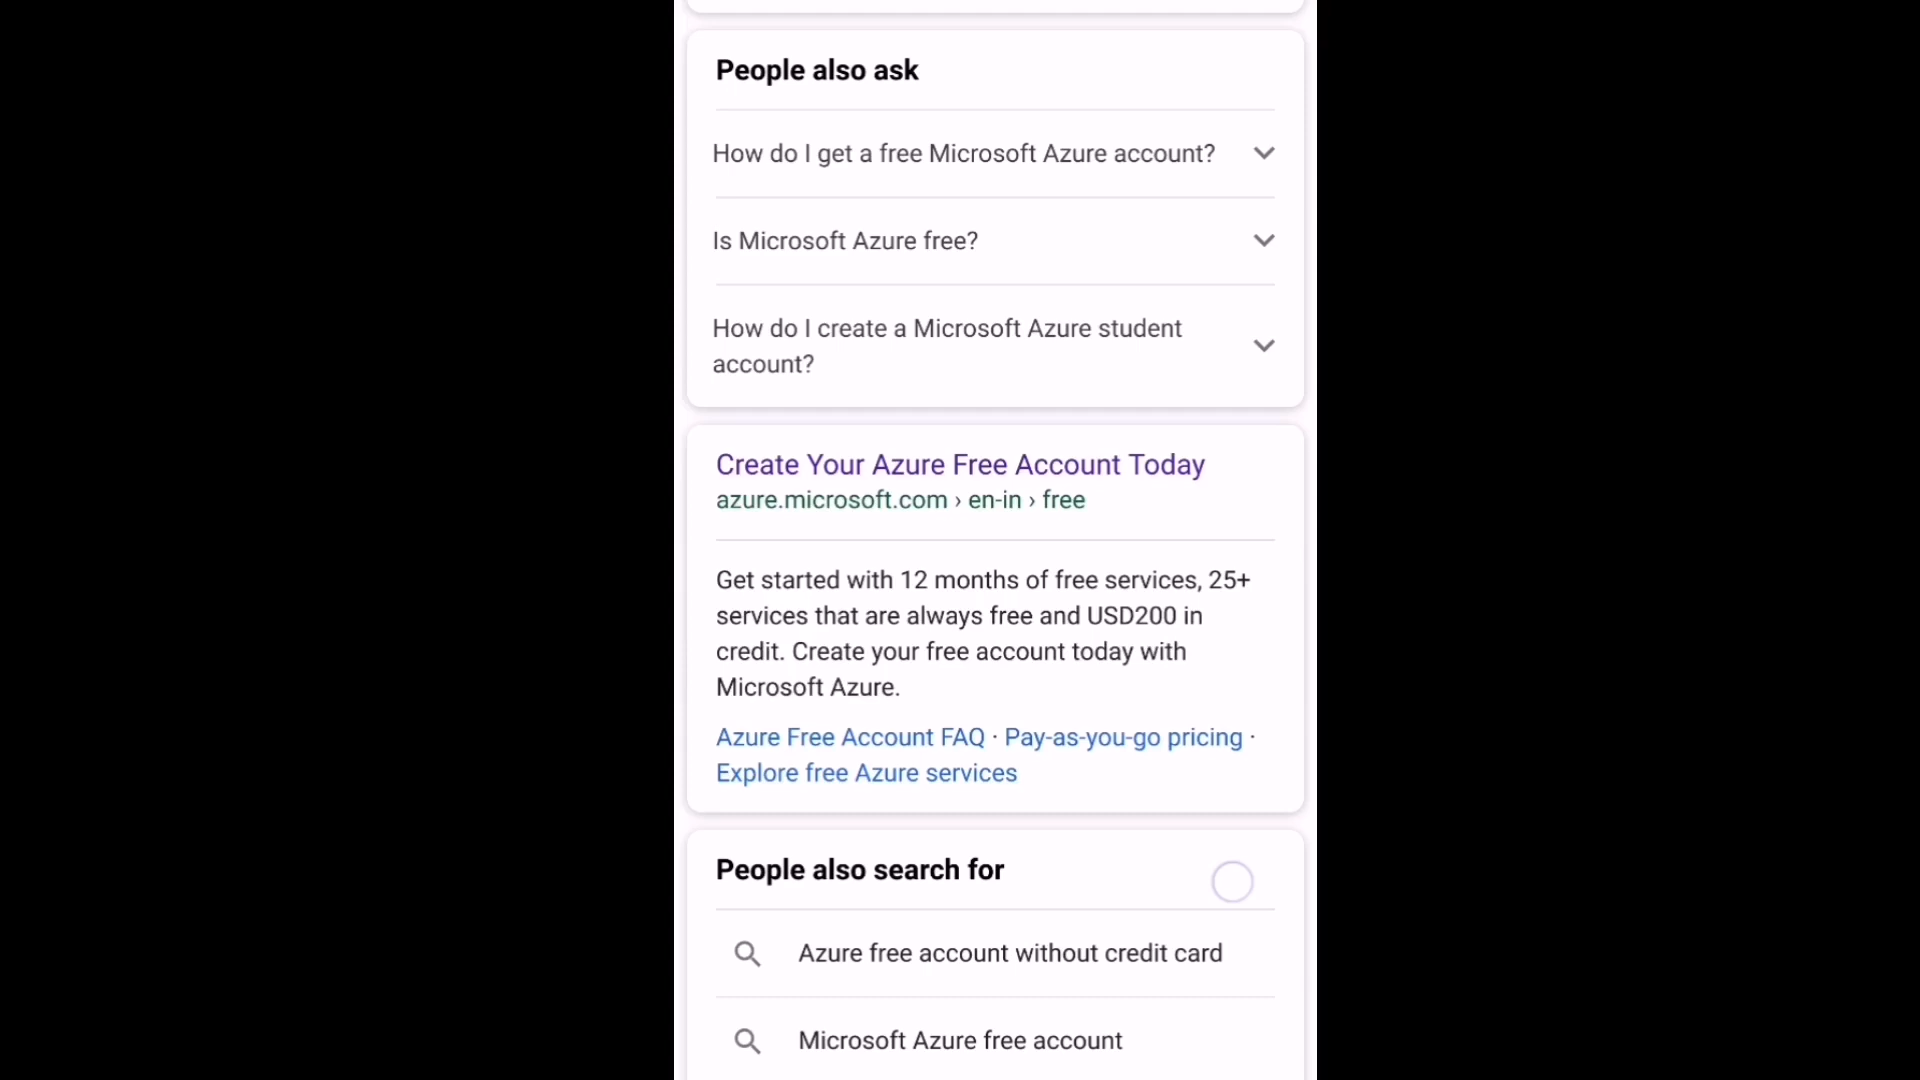 People also ask
How do I get a free Microsoft Azure account?
Is Microsoft Azure free?
How do I create a Microsoft Azure student
account?
Create Your Azure Free Account Today
azure.microsoft.com › en-in › free
Get started with 12 months of free services, 25+
services that are always free and USD200 in
credit. Create your free account today with
Microsoft Azure.
Azure Free Account FAQ · Pay-as-you-go pricing ·
Explore free Azure services
People also search for
Azure free account without credit card
Microsoft Azure free account